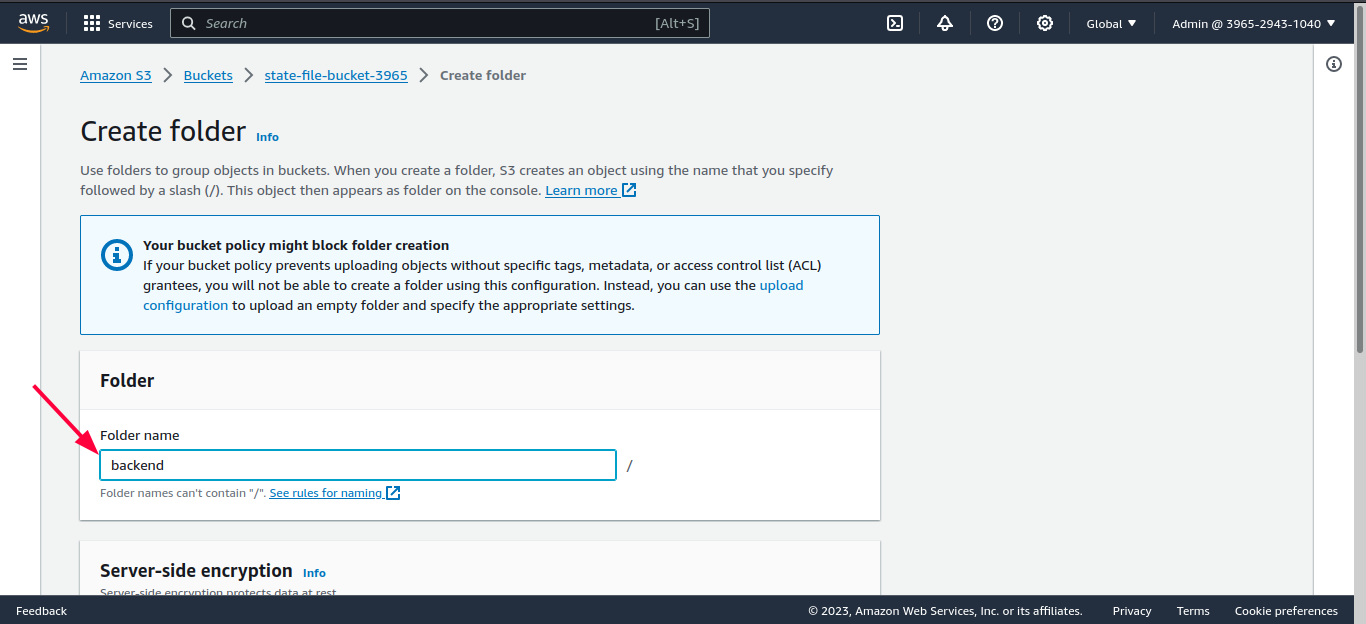 aws Services Search [Alt+S] Global Admin @ 3965-2943-1040
Amazon S3 Buckets state-file-bucket-3965 Create folder
Create folder Info
Use folders to group objects in buckets. When you create a folder, S3 creates an object using the name that you specify
followed by a slash (/). This object then appears as folder on the console. Learn more
Your bucket policy might block folder creation
If your bucket policy prevents uploading objects without specific tags, metadata, or access control list (ACL)
grantees, you will not be able to create a folder using this configuration. Instead, you can use the upload
configuration to upload an empty folder and specify the appropriate settings.
Folder
Folder name
backend /
Folder names can't contain "/". See rules for naming
Server-side encryption Info
Server-side encryption protects data at rest
Feedback © 2023, Amazon Web Services, Inc. or its affiliates. Privacy Terms Cookie preferences